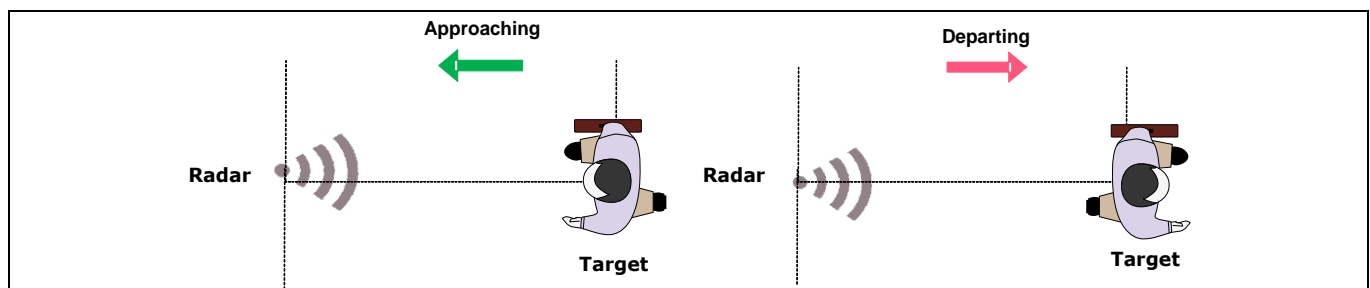 Approaching
Departing
Radar
Radar
Target
Target